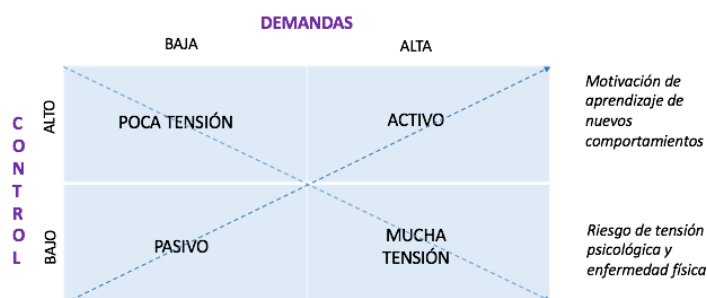 DEMANDAS
BAJA
ALTA
CONTROL
ALTO
POCA TENSIÓN
ACTIVO
Motivación de
aprendizaje de
nuevos
comportamientos
BAJO
PASIVO
MUCHA
TENSIÓN
Riesgo de tensión
psicológica y
enfermedad física